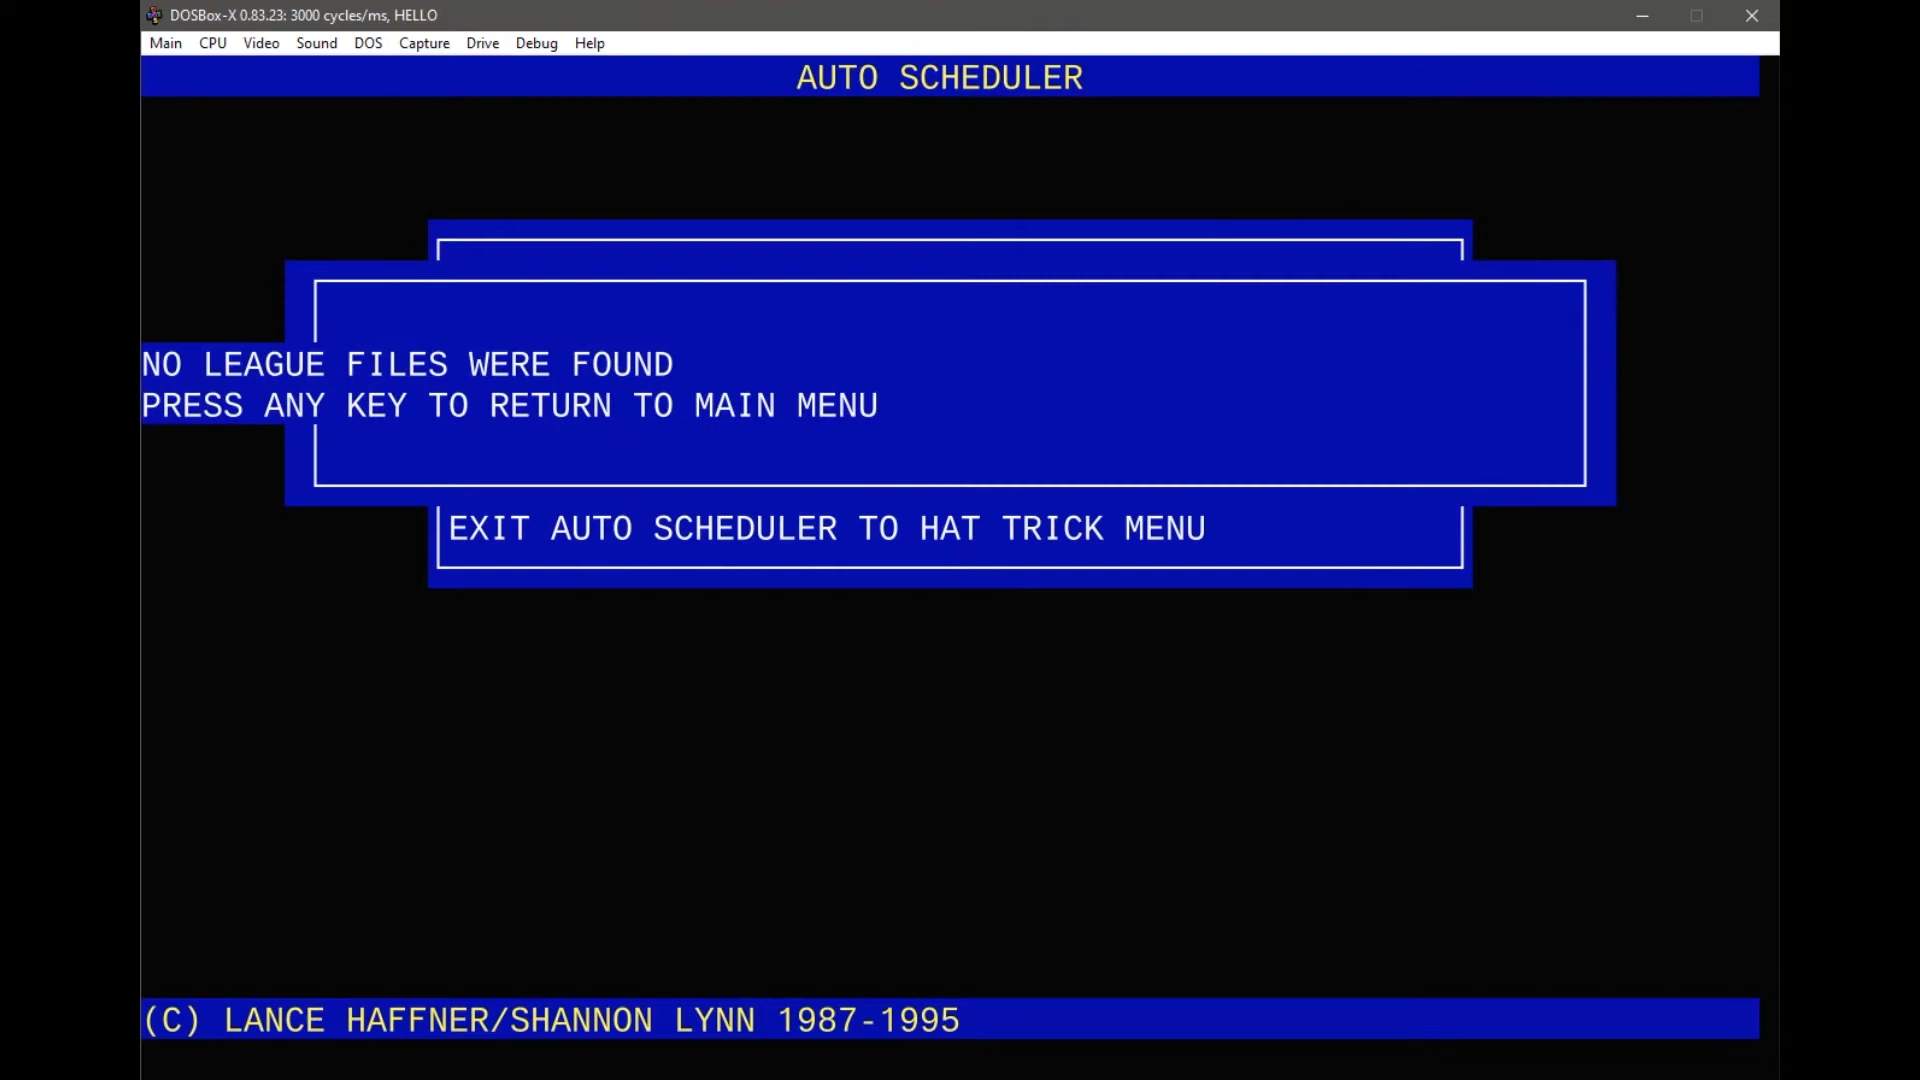 DOSBox-X 0.83.23: 3000 cycles/ms, HELLO
Main CPU Video Sound DOS Capture Drive Debug Help
AUTO SCHEDULER
NO LEAGUE FILES WERE FOUND
PRESS ANY KEY TO RETURN TO MAIN MENU
EXIT AUTO SCHEDULER TO HAT TRICK MENU
(C) LANCE HAFFNER/SHANNON LYNN 1987-1995